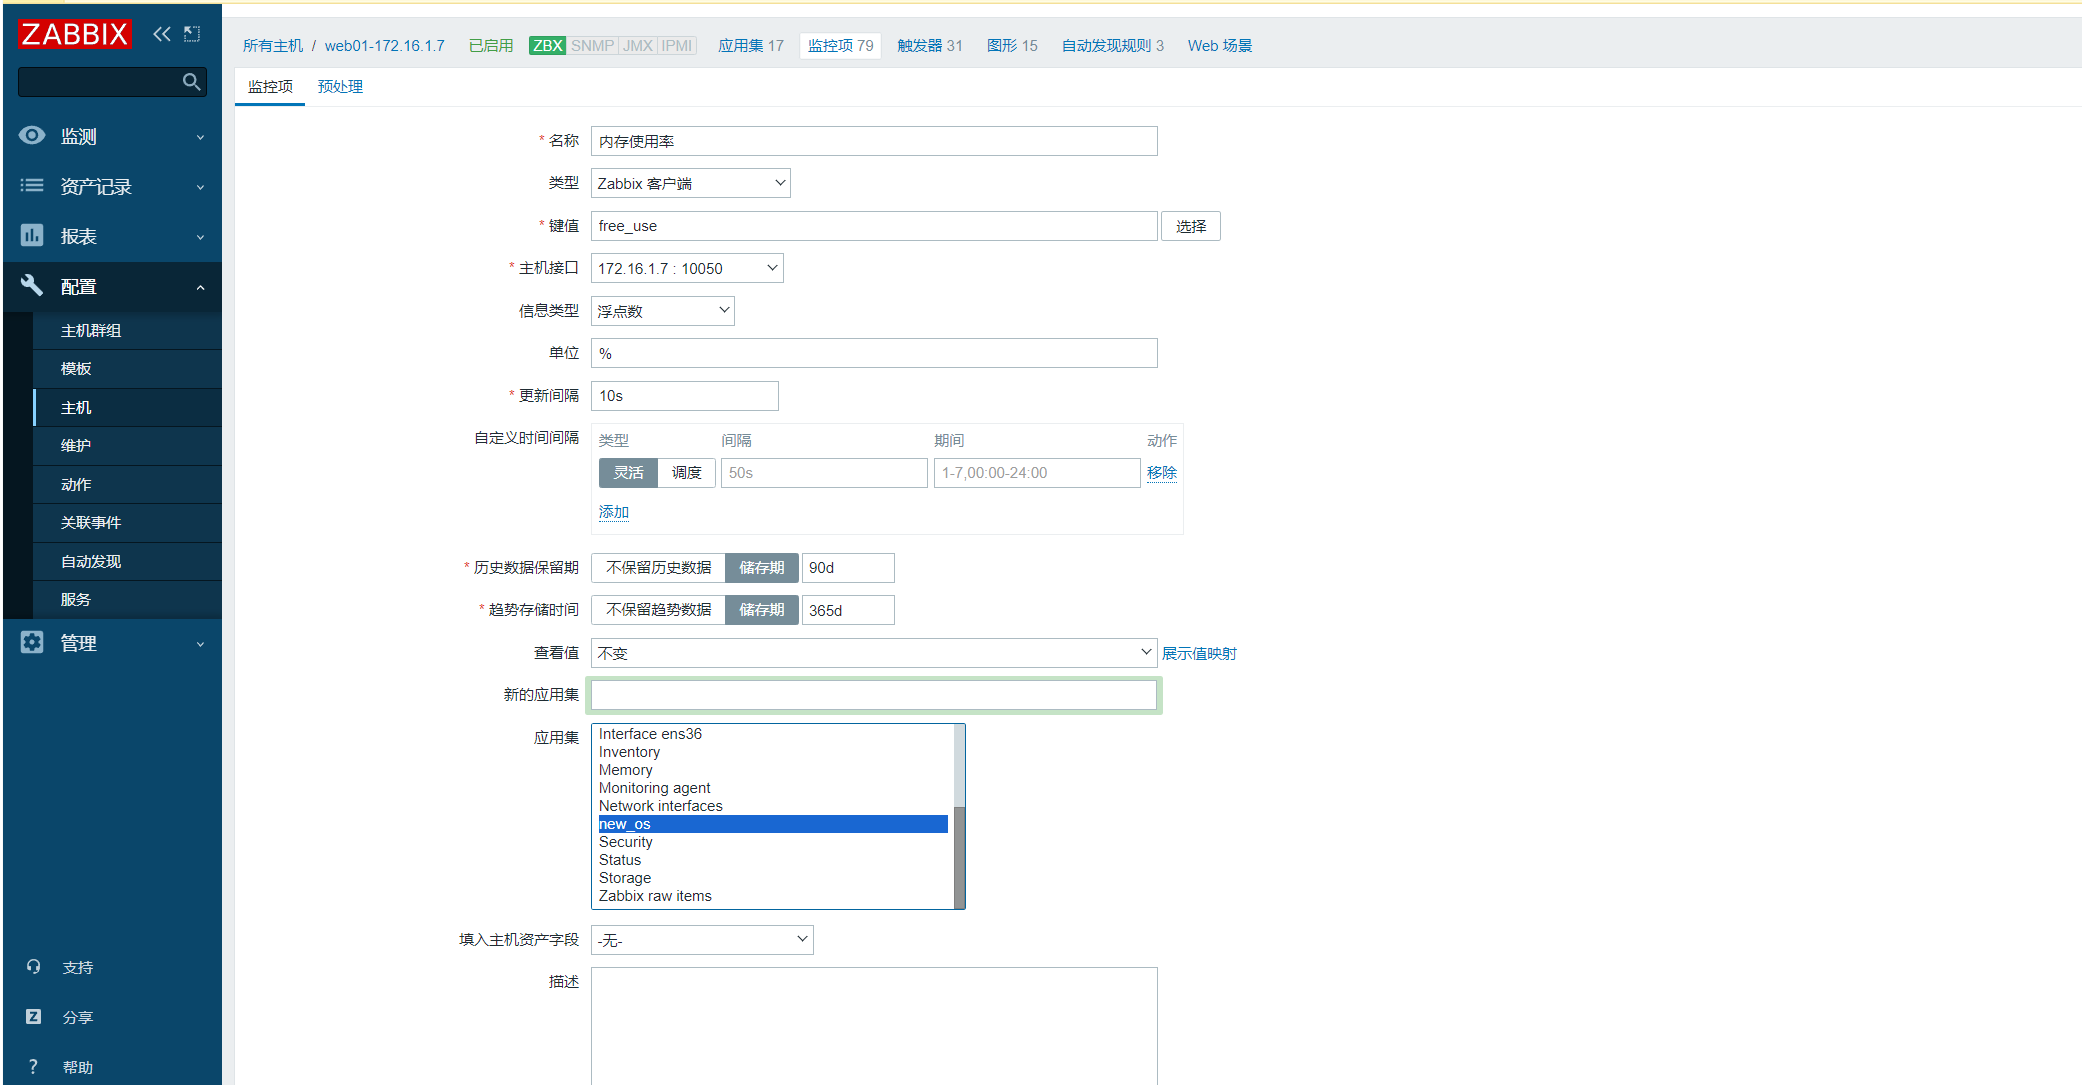 ZABBIX
监测
资产记录
报表
配置
主机群组
模板
主机
维护
动作
关联事件
自动发现
服务
管理
支持
分享
帮助
所有主机 / web01-172.16.1.7 已启用 ZBX SNMP JMX IPMI 应用集 17 监控项 79 触发器 31 图形 15 自动发现规则 3 Web 场景
监控项 预处理
* 名称 内存使用率
类型 Zabbix 客户端
* 键值 free_use 选择
* 主机接口 172.16.1.7 : 10050
信息类型 浮点数
单位 %
* 更新间隔 10s
自定义时间间隔 类型 间隔 期间 动作
灵活 调度 50s 1-7,00:00-24:00 移除
添加
* 历史数据保留期 不保留历史数据 储存期 90d
* 趋势存储时间 不保留趋势数据 储存期 365d
查看值 不变 展示值映射
新的应用集
应用集 Interface ens36
Inventory
Memory
Monitoring agent
Network interfaces
new_os
Security
Status
Storage
Zabbix raw items
填入主机资产字段 -无-
描述